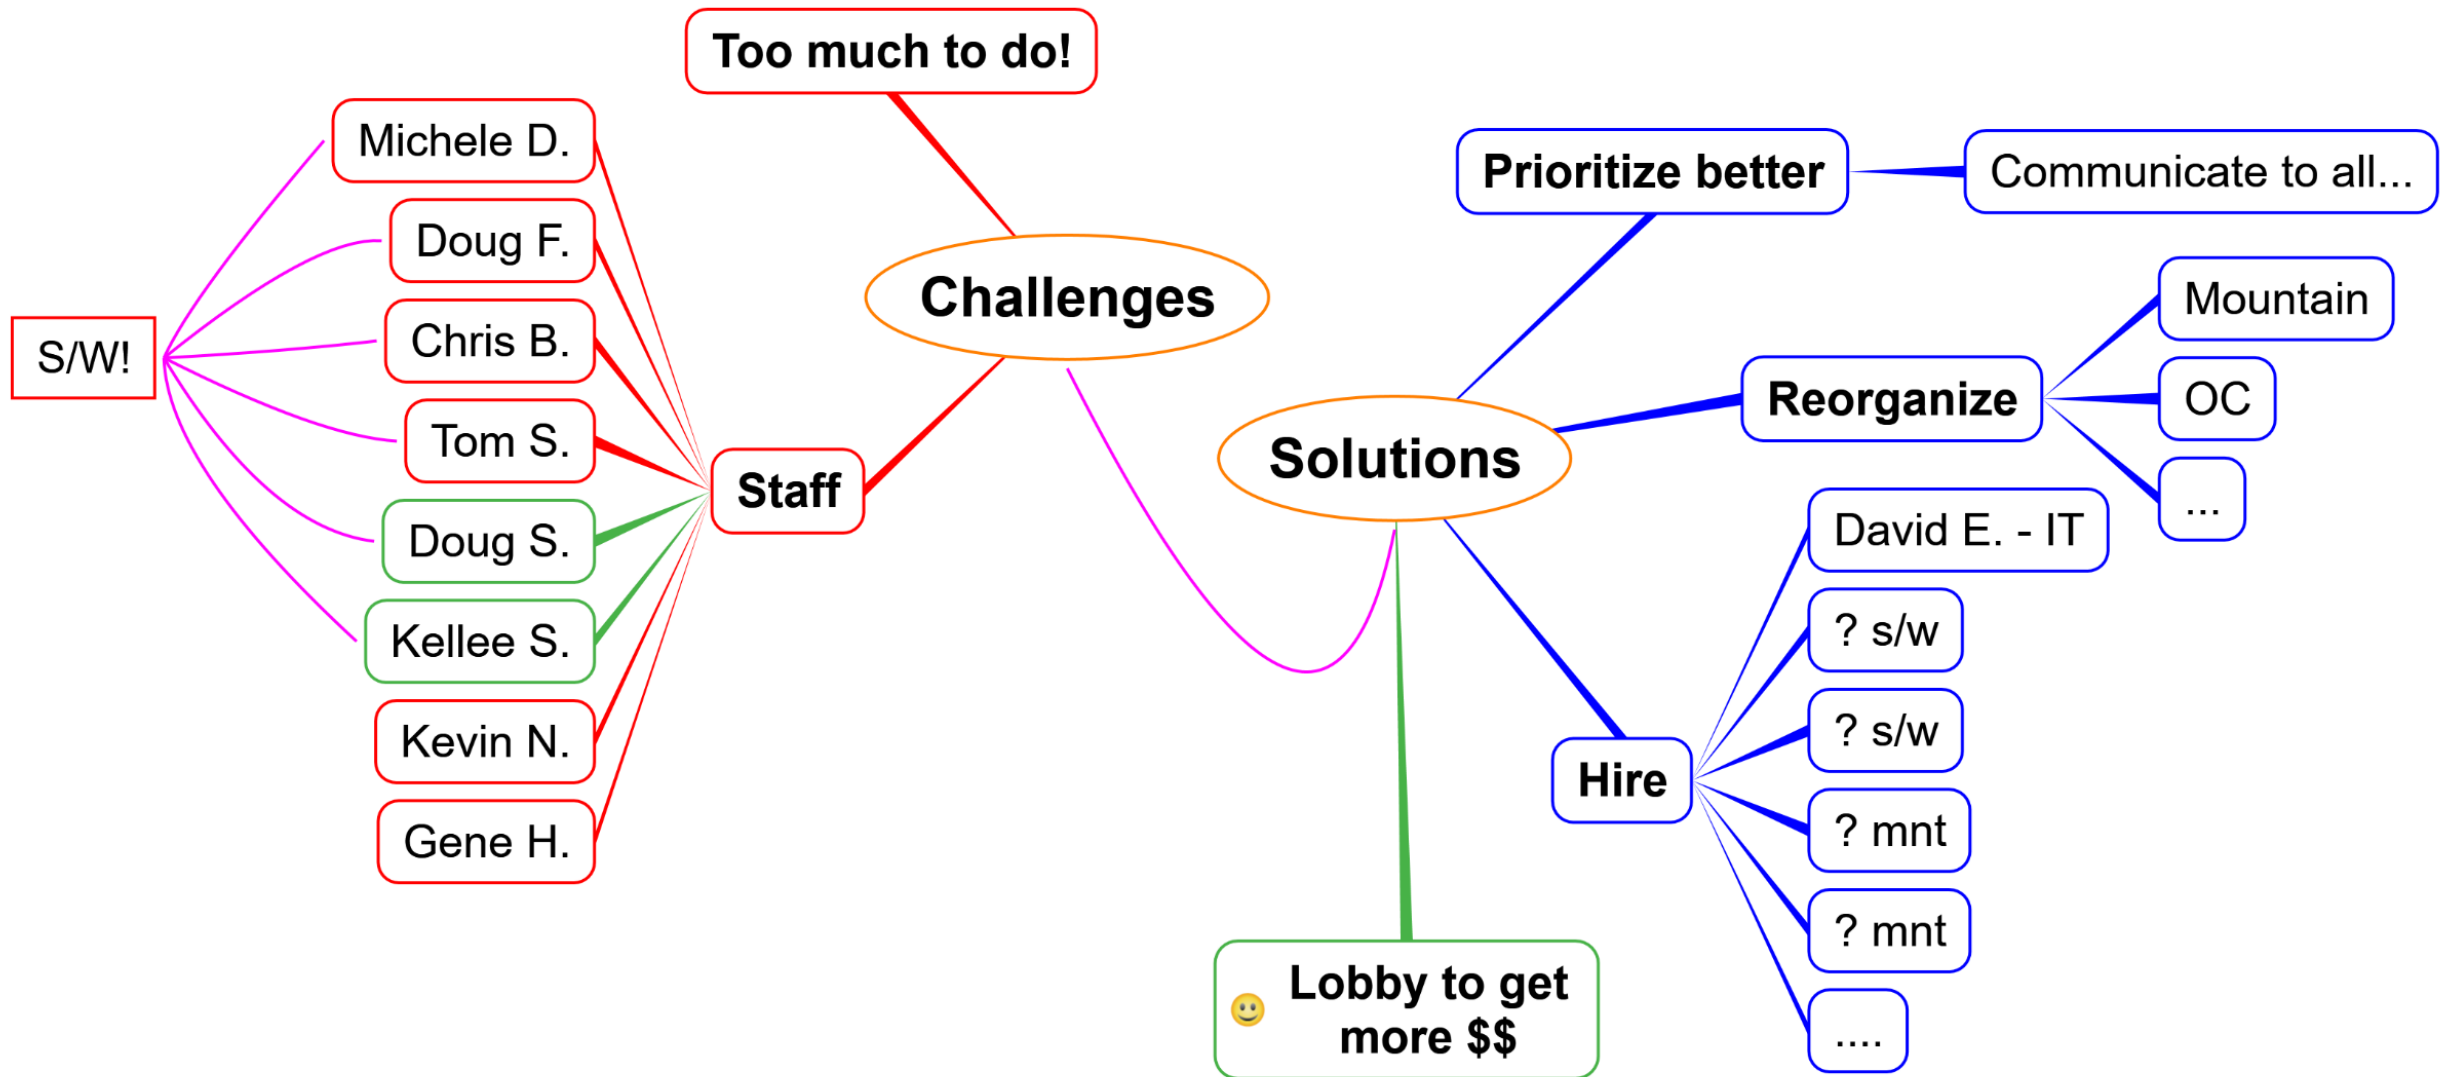 Too much to do!
Michele D.
Doug F.
Chris B.
Tom S.
Doug S.
Kellee S.
Kevin N.
Gene H.
S/W!
Staff
Challenges
Solutions
Prioritize better
Communicate to all...
Reorganize
Mountain
OC
...
Hire
David E. - IT
? s/w
? s/w
? mnt
? mnt
....
Lobby to get
more $$